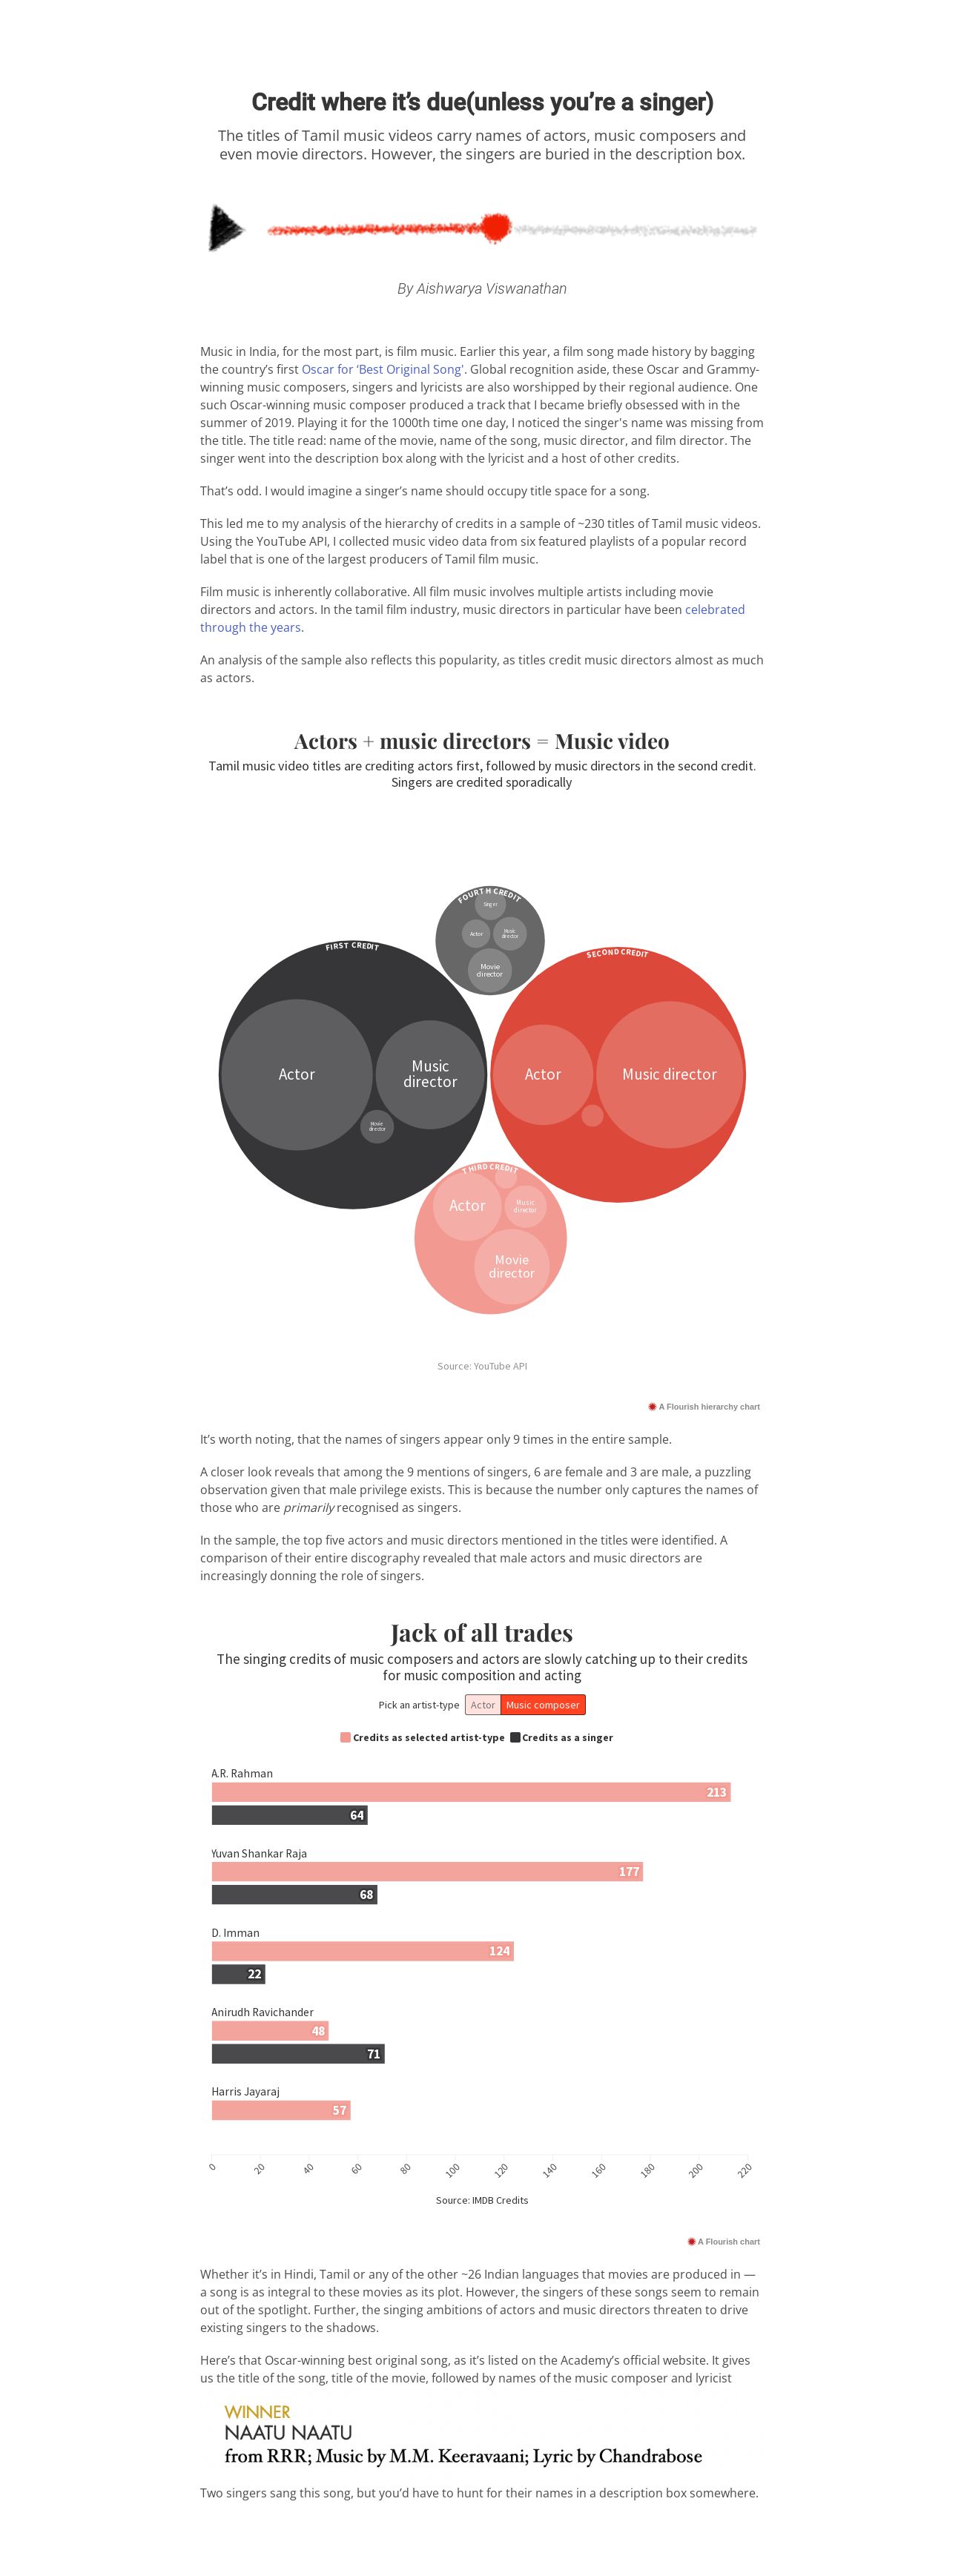 Credit where it’s due(unless you’re a singer)
The titles of Tamil music videos carry names of actors, music composers and
even movie directors. However, the singers are buried in the description box.
By Aishwarya Viswanathan
Music in India, for the most part, is film music. Earlier this year, a film song made history by bagging
the country’s first Oscar for ‘Best Original Song’. Global recognition aside, these Oscar and Grammy-
winning music composers, singers and lyricists are also worshipped by their regional audience. One
such Oscar-winning music composer produced a track that I became briefly obsessed with in the
summer of 2019. Playing it for the 1000th time one day, I noticed the singer's name was missing from
the title. The title read: name of the movie, name of the song, music director, and film director. The
singer went into the description box along with the lyricist and a host of other credits.
That’s odd. I would imagine a singer’s name should occupy title space for a song.
This led me to my analysis of the hierarchy of credits in a sample of ~230 titles of Tamil music videos.
Using the YouTube API, I collected music video data from six featured playlists of a popular record
label that is one of the largest producers of Tamil film music.
Film music is inherently collaborative. All film music involves multiple artists including movie
directors and actors. In the tamil film industry, music directors in particular have been celebrated
through the years.
An analysis of the sample also reflects this popularity, as titles credit music directors almost as much
as actors.
Actors + music directors = Music video
Tamil music video titles are crediting actors first, followed by music directors in the second credit.
Singers are credited sporadically
FOURTH CREDIT
Singer
Actor
Music
director
Movie
director
FIRST CREDIT
Actor
Music
director
Movie
director
SECOND CREDIT
Actor
Music director
THIRD CREDIT
Actor
Music
director
Movie
director
Source: YouTube API
A Flourish hierarchy chart
It’s worth noting, that the names of singers appear only 9 times in the entire sample.
A closer look reveals that among the 9 mentions of singers, 6 are female and 3 are male, a puzzling
observation given that male privilege exists. This is because the number only captures the names of
those who are primarily recognised as singers.
In the sample, the top five actors and music directors mentioned in the titles were identified. A
comparison of their entire discography revealed that male actors and music directors are
increasingly donning the role of singers.
Jack of all trades
The singing credits of music composers and actors are slowly catching up to their credits
for music composition and acting
Pick an artist-type Actor Music composer
Credits as selected artist-type Credits as a singer
A.R. Rahman
213
64
Yuvan Shankar Raja
177
68
D. Imman
124
22
Anirudh Ravichander
48
71
Harris Jayaraj
57
0 20 40 60 80 100 120 140 160 180 200 220
Source: IMDB Credits
A Flourish chart
Whether it’s in Hindi, Tamil or any of the other ~26 Indian languages that movies are produced in —
a song is as integral to these movies as its plot. However, the singers of these songs seem to remain
out of the spotlight. Further, the singing ambitions of actors and music directors threaten to drive
existing singers to the shadows.
Here’s that Oscar-winning best original song, as it’s listed on the Academy’s official website. It gives
us the title of the song, title of the movie, followed by names of the music composer and lyricist
WINNER
NAATU NAATU
from RRR; Music by M.M. Keeravaani; Lyric by Chandrabose
Two singers sang this song, but you’d have to hunt for their names in a description box somewhere.